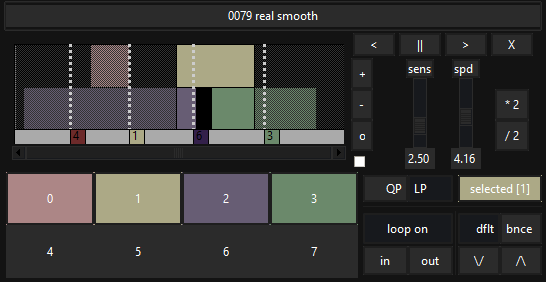 0079 real smooth
< || > X
+ sens spd
- * 2
o / 2
4 1 6 3
2.50 4.16
QP LP selected [1]
0 1 2 3
loop on dflt bnce
4 5 6 7
in out \/ /\